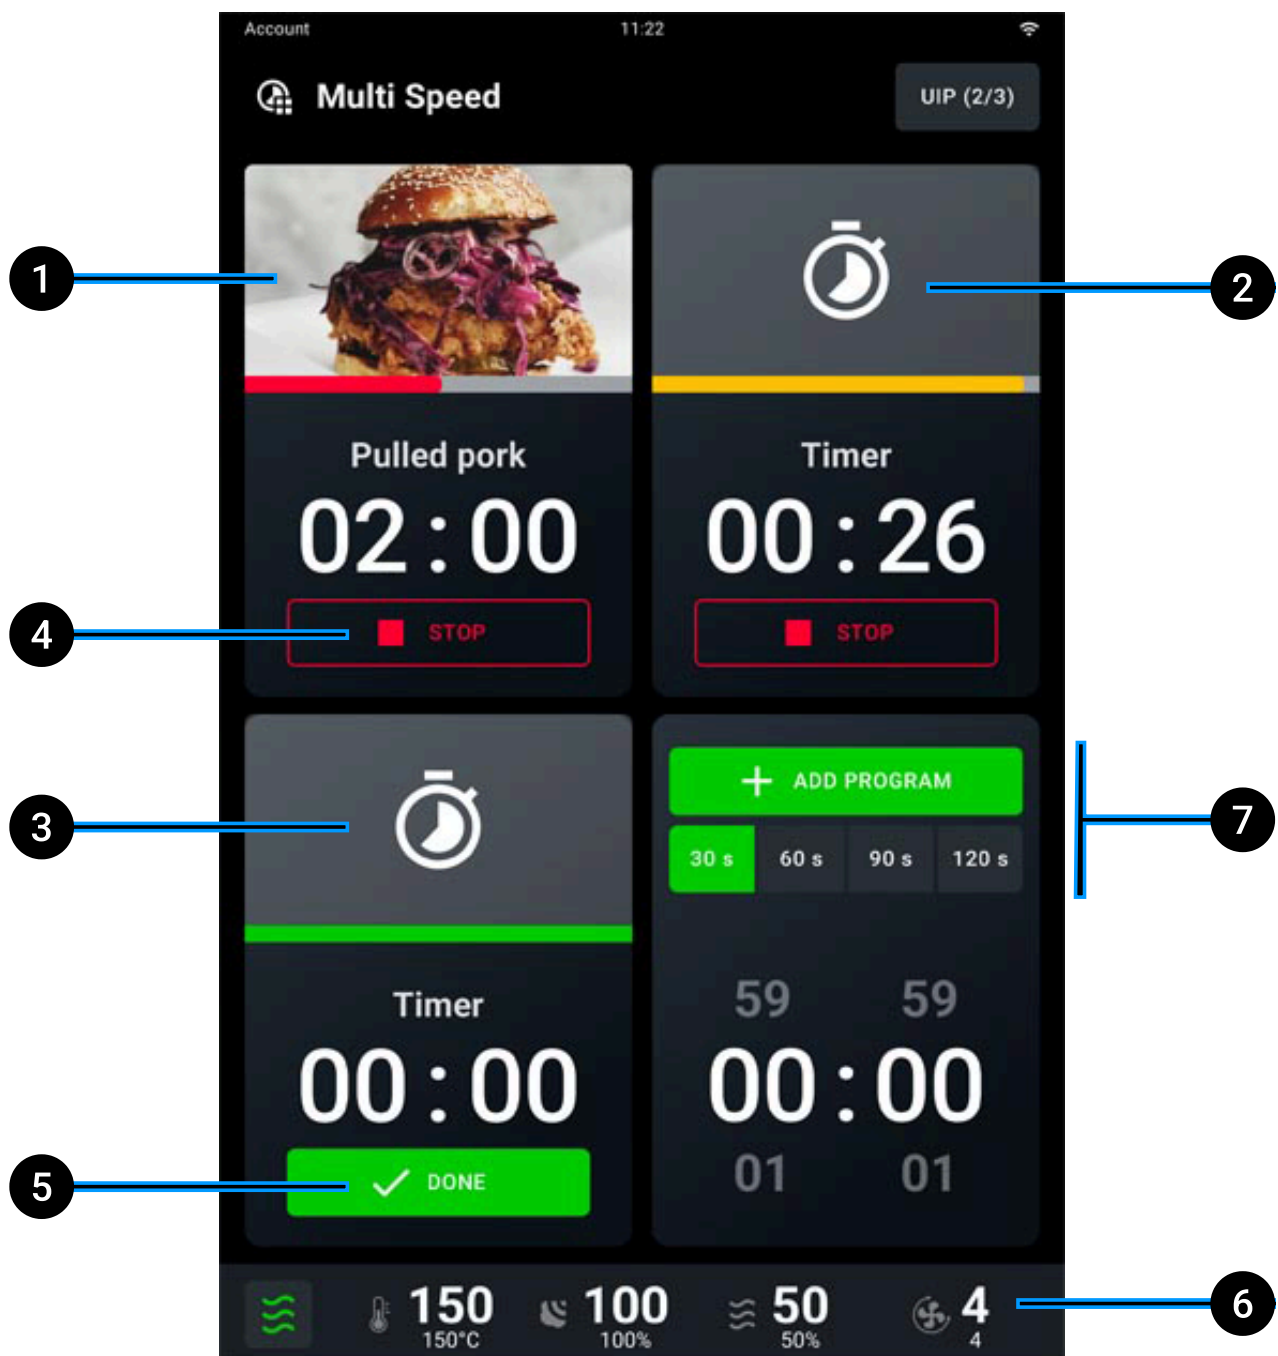 Account 11:22
Multi Speed UIP (2/3)
1
2
Pulled pork
02:00
4
STOP
Timer
00:26
STOP
3
Timer
00:00
5
DONE
ADD PROGRAM
7
30 s 60 s 90 s 120 s
59 59
00:00
01 01
150 100 50 4
150°C 100% 50% 4
6